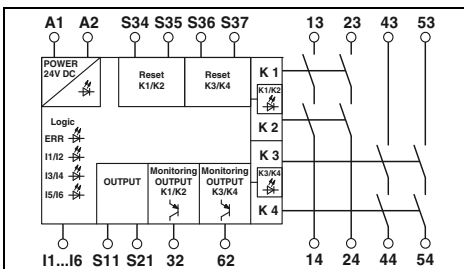 A1 A2 S34 S35 S36 S37 13 23 43 53
POWER
24V DC
Reset
K1/K2
Reset
K3/K4
K 1
K1/K2
K 2
K 3
K3/K4
K 4
Logic
ERR
I1/I2
I3/I4
I5/I6
OUTPUT
Monitoring
OUTPUT
K1/K2
Monitoring
OUTPUT
K3/K4
I1...I6 S11 S21 32 62 14 24 44 54